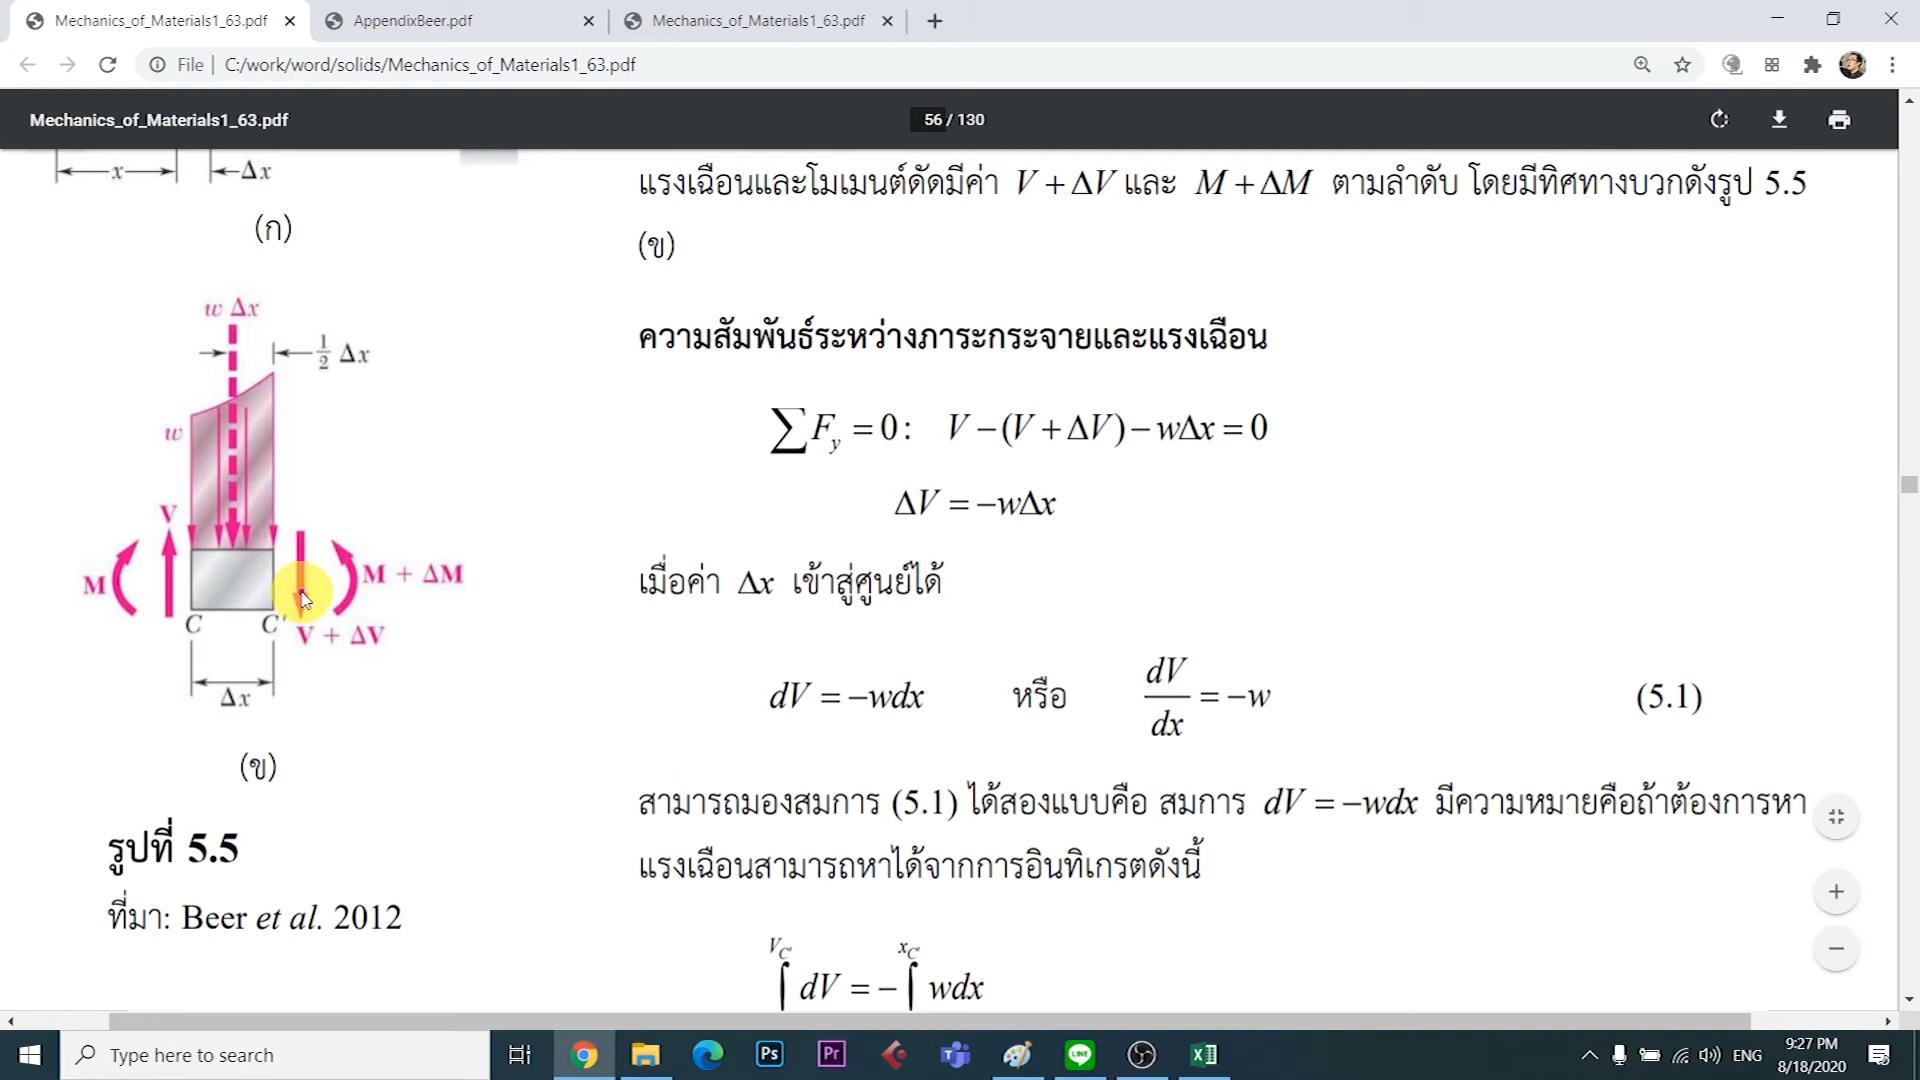 Mechanics_of_Materials1_63.pdf
AppendixBeer.pdf
Mechanics_of_Materials1_63.pdf
File | C:/work/word/solids/Mechanics_of_Materials1_63.pdf
Mechanics_of_Materials1_63.pdf
56 / 130
x
Δx
(ก)
w Δx
½ Δx
w
V
M
M + ΔM
C
C'
V + ΔV
Δx
(ข)
รูปที่ 5.5
ที่มา: Beer et al. 2012
แรงเฉือนและโมเมนต์ดัดมีค่า V + ΔV และ M + ΔM ตามลำดับ โดยมีทิศทางบวกดังรูป 5.5
(ข)
ความสัมพันธ์ระหว่างภาระกระจายและแรงเฉือน
∑F_y = 0: V − (V + ΔV) − wΔx = 0
ΔV = −wΔx
เมื่อค่า Δx เข้าสู่ศูนย์ได้
dV = −wdx หรือ dV/dx = −w (5.1)
สามารถมองสมการ (5.1) ได้สองแบบคือ สมการ dV = −wdx มีความหมายคือถ้าต้องการหา
แรงเฉือนสามารถหาได้จากการอินทิเกรตดังนี้
V_C' x_C'
∫ dV = − ∫ wdx
Type here to search
Ps
Pr
LINE
ENG
9:27 PM
8/18/2020